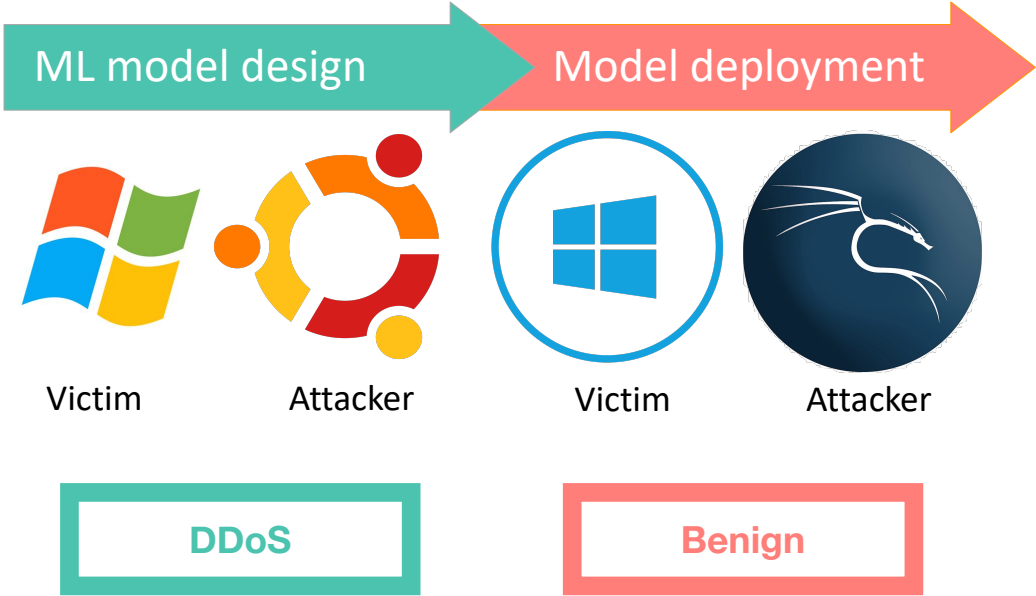 ML model design
Model deployment
Victim
Attacker
Victim
Attacker
DDoS
Benign